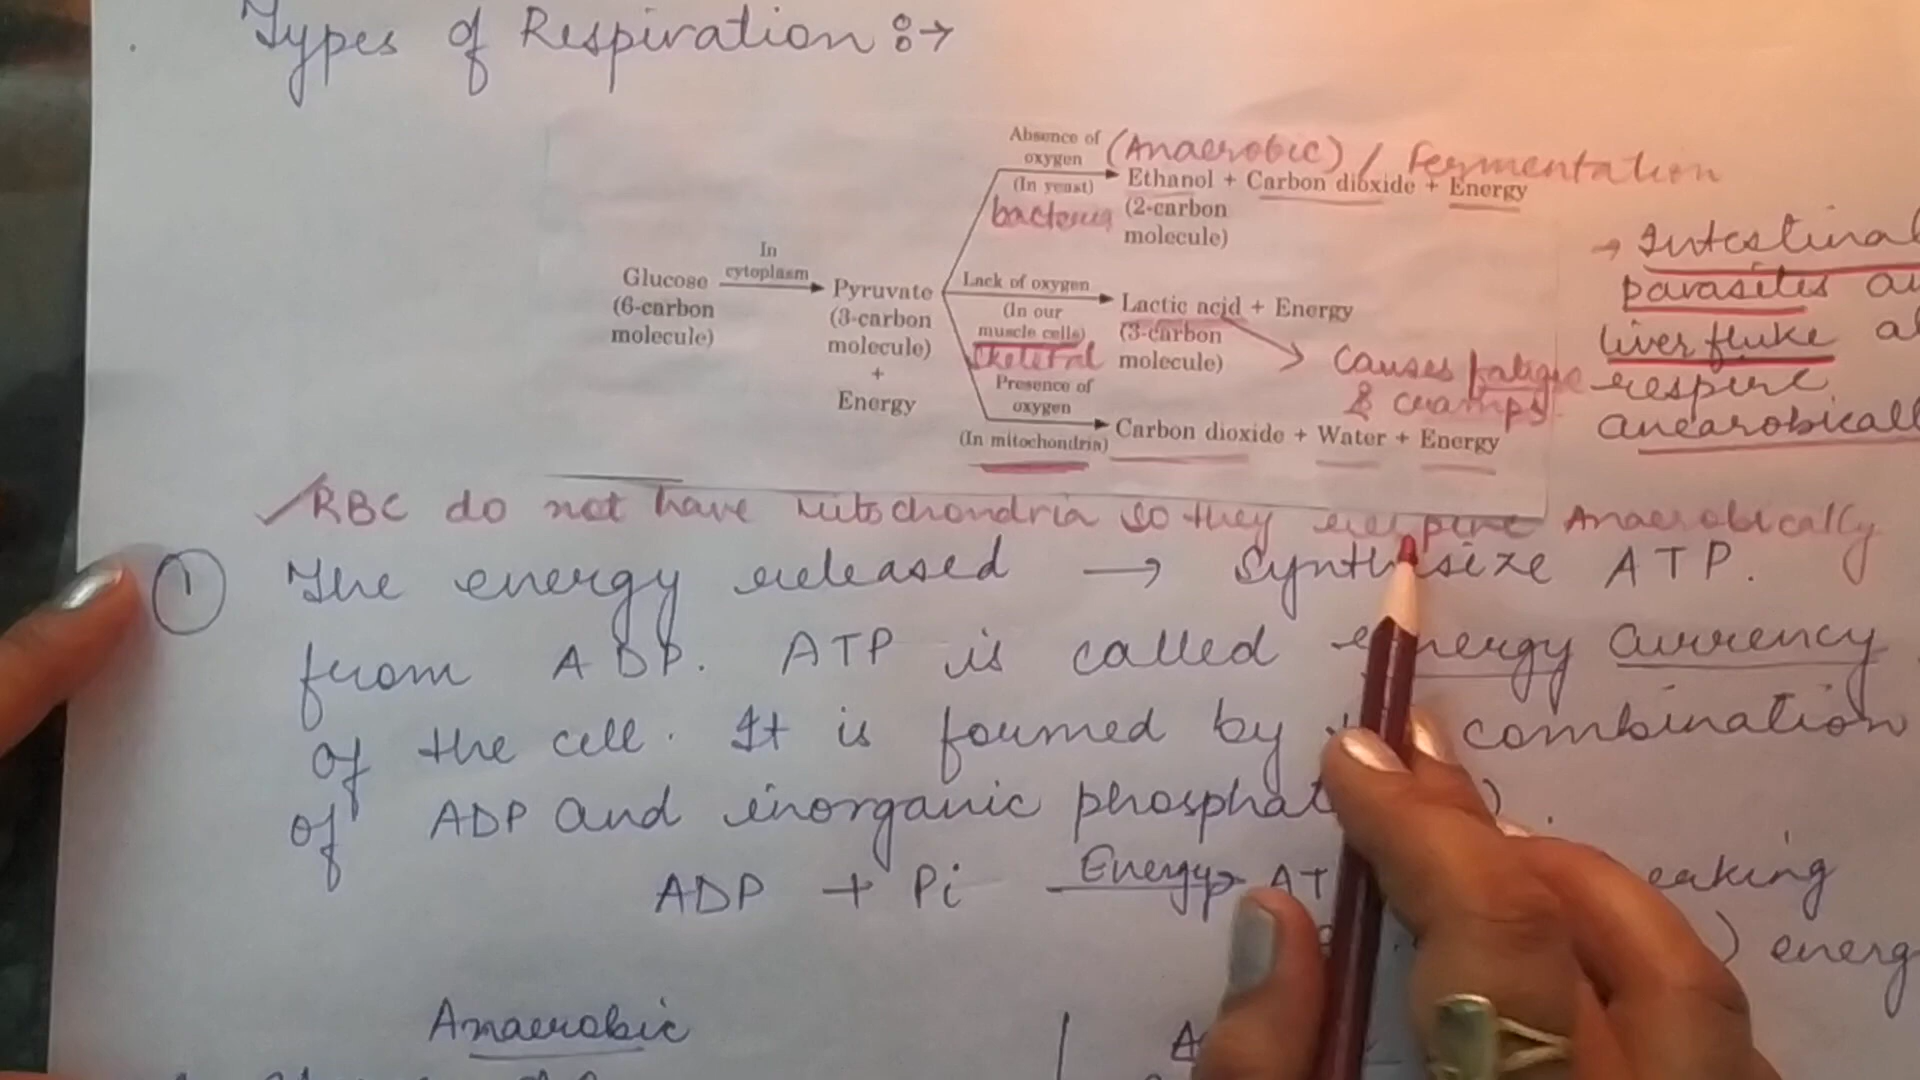 Types of Respiration :→
Absence of oxygen (Anaerobic) / Fermentation
(In yeast) Ethanol + Carbon dioxide + Energy
bacteria (2-carbon molecule)
Glucose In cytoplasm Pyruvate
(6-carbon molecule) (3-carbon molecule) + Energy
Lack of oxygen Lactic acid + Energy
(In our muscle cells) (3-carbon molecule)
Skeletal
Causes fatigue
& cramps
Presence of oxygen
(In mitochondria) Carbon dioxide + Water + Energy
→ Intestinal
parasites
liver fluke
respire
RBC do not have mitochondria so they respire Anaerobically
① The energy released → Synthesize ATP.
from ADP. ATP is called energy currency
of the cell. It is formed by combination
of ADP and inorganic
ADP + Pi Energy
energ
Anaerobic